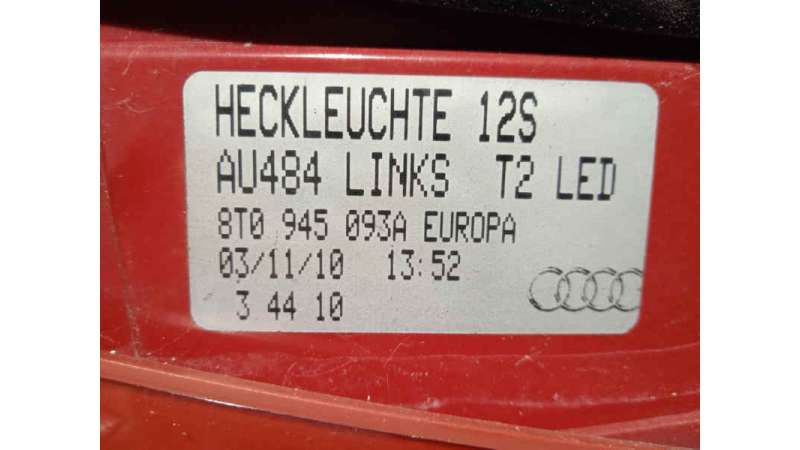 HECKLEUCHTE 12S
AU484 LINKS T2 LED
8T0 945 093A EUROPA
03/11/10 13:52
3 44 10